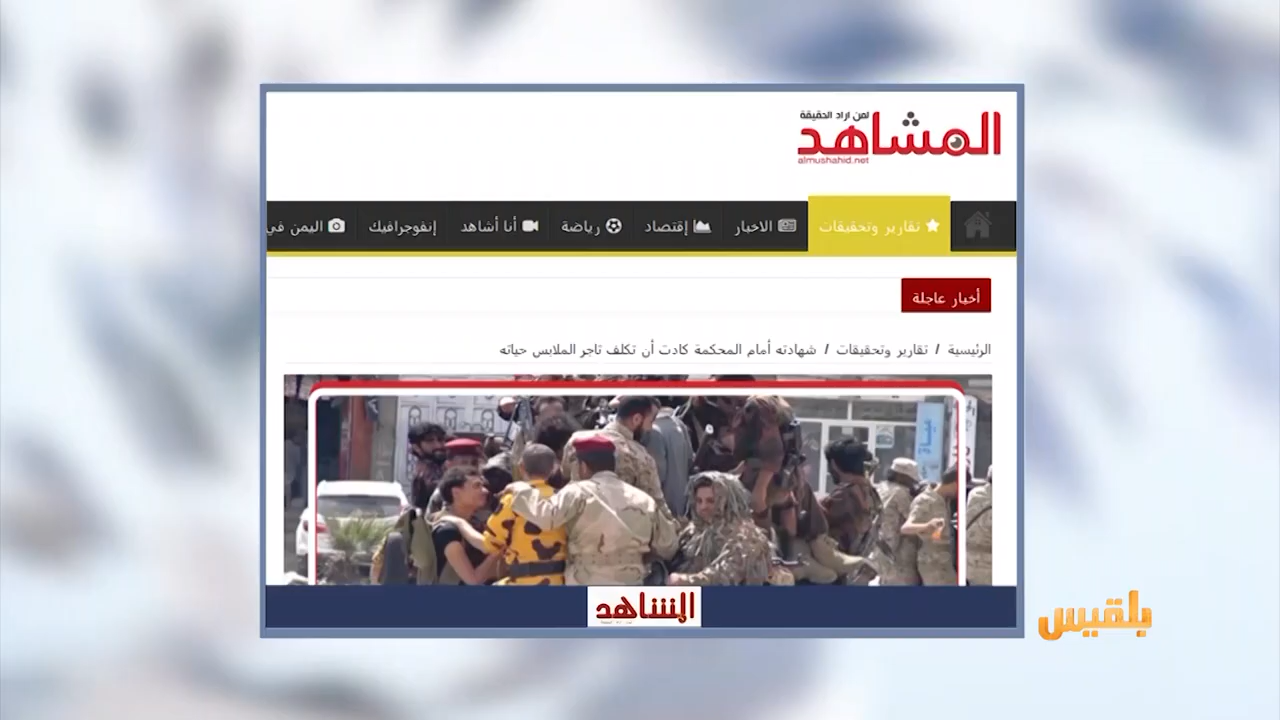 لمن اراد الحقيقة
المشاهد
almushahid.net
تقارير وتحقيقات الاخبار إقتصاد رياضة أنا أشاهد إنفوجرافيك اليمن في
أخبار عاجلة
الرئيسية / تقارير وتحقيقات / شهادته أمام المحكمة كادت أن تكلف تاجر الملابس حياته
المشاهد
بلقيس